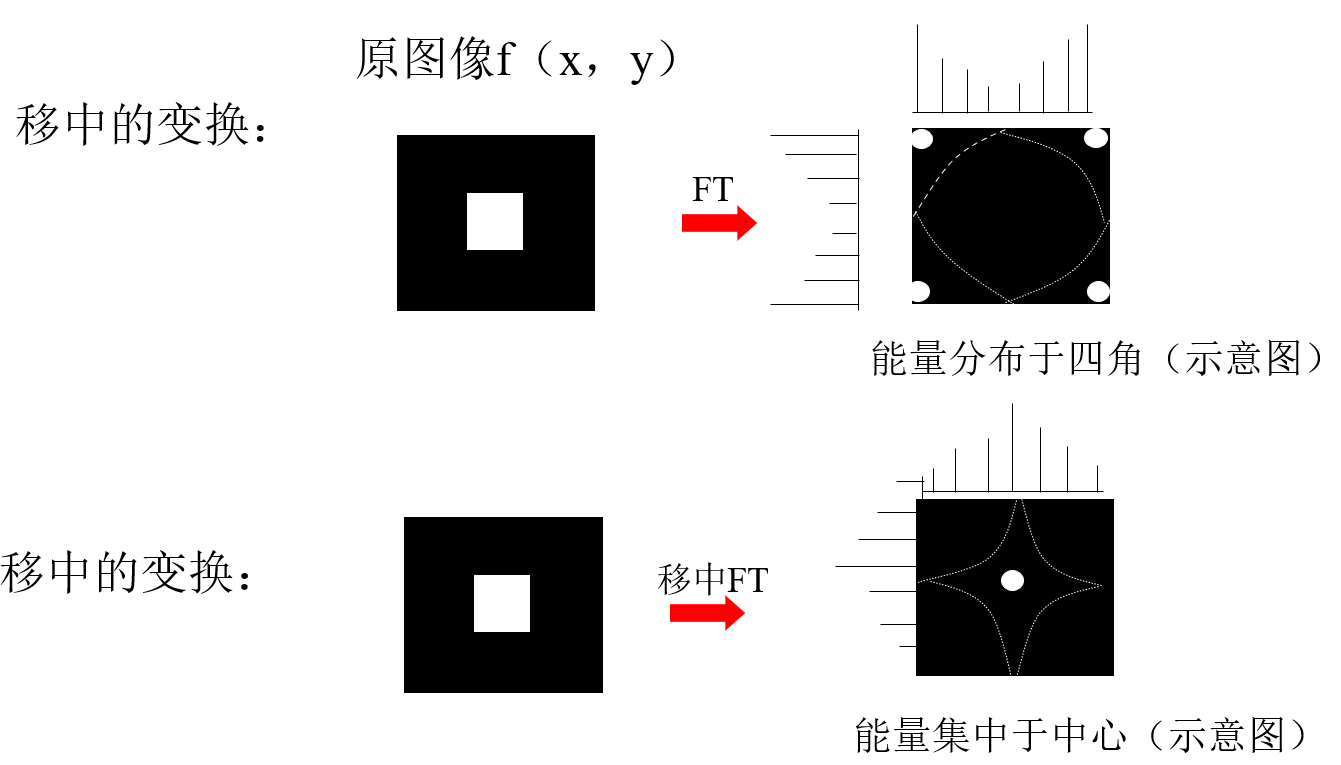 原图像f（x，y）
移中的变换：
FT
能量分布于四角（示意图）
移中的变换：
移中FT
能量集中于中心（示意图）